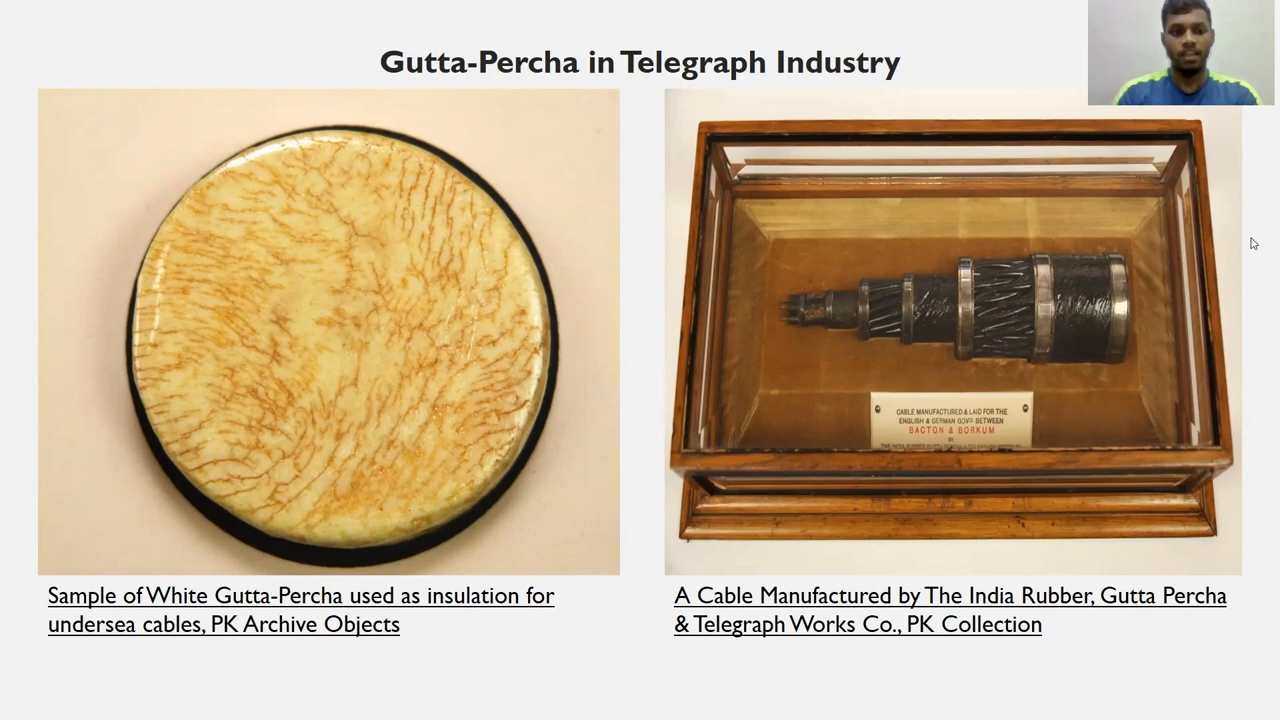 Gutta-Percha in Telegraph Industry
CABLE MANUFACTURED & LAID FOR THE
ENGLISH & GERMAN GOVTS BETWEEN
BACTON & BORKUM
BY
Sample of White Gutta-Percha used as insulation for
undersea cables, PK Archive Objects
A Cable Manufactured by The India Rubber, Gutta Percha
& Telegraph Works Co., PK Collection